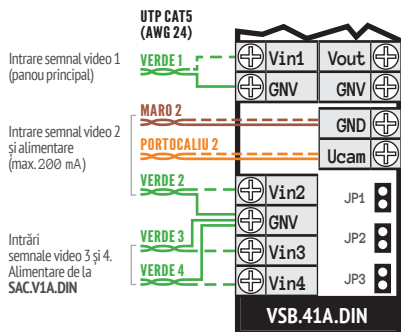 UTP CAT5
(AWG 24)
Intrare semnal video 1
(panou principal)
VERDE 1
Vin1
Vout
GNV
GNV
MARO 2
GND
Intrare semnal video 2
și alimentare
(max. 200 mA)
PORTOCALIU 2
Ucam
VERDE 2
Vin2
JP1
GNV
VERDE 3
Intrări
semnale video 3 și 4.
Alimentare de la
SAC.V1A.DIN
Vin3
JP2
VERDE 4
Vin4
JP3
VSB.41A.DIN